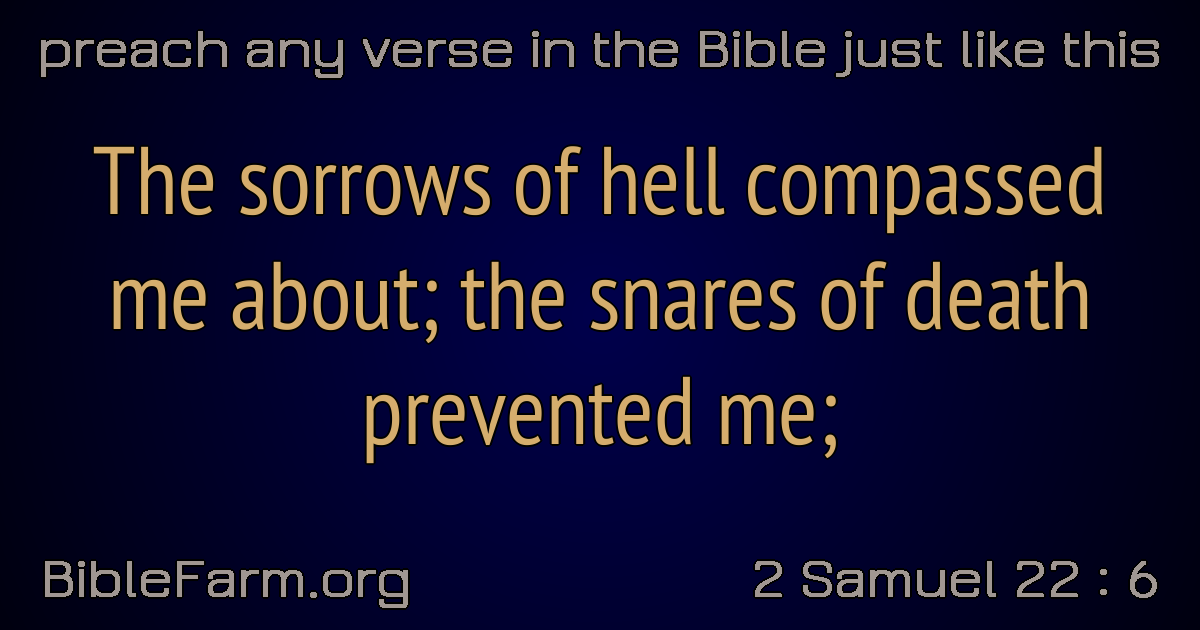 preach any verse in the Bible just like this
The sorrows of hell compassed
me about; the snares of death
prevented me;
BibleFarm.org
2 Samuel 22 : 6